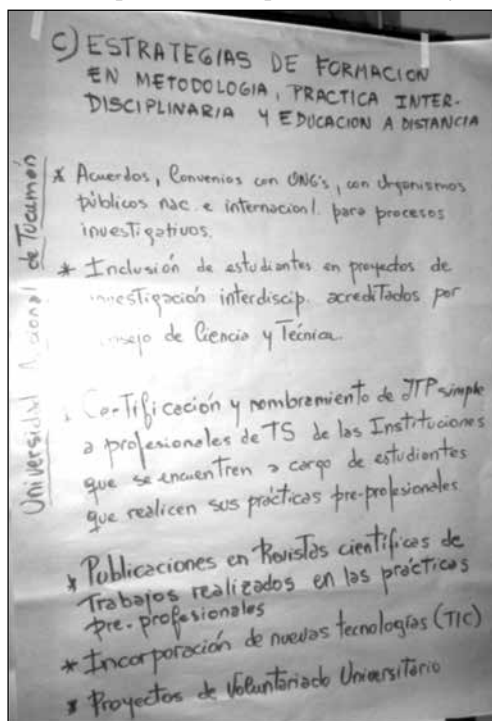 C) ESTRATEGIAS DE FORMACION
EN METODOLOGIA, PRACTICA INTER-
DISCIPLINARIA Y EDUCACION A DISTANCIA
* Acuerdos, Convenios con ONG's, con Organismos
públicos nac. e internacionl. para procesos
investigativos.
* Inclusión de estudiantes en proyectos de
investigación interdiscip. acreditados por
Consejo de Ciencia y Técnica.
. Certificación y nombramiento de JTP simple
a profesionales de TS de las Instituciones
que se encuentren a cargo de estudiantes
que realicen sus prácticas pre-profesionales
* Publicaciones en Revistas científicas de
Trabajos realizados en las prácticas
pre-profesionales
* Incorporación de nuevas tecnologías (TIC)
* Proyectos de Voluntariado Universitario
Universidad Nacional de Tucumán